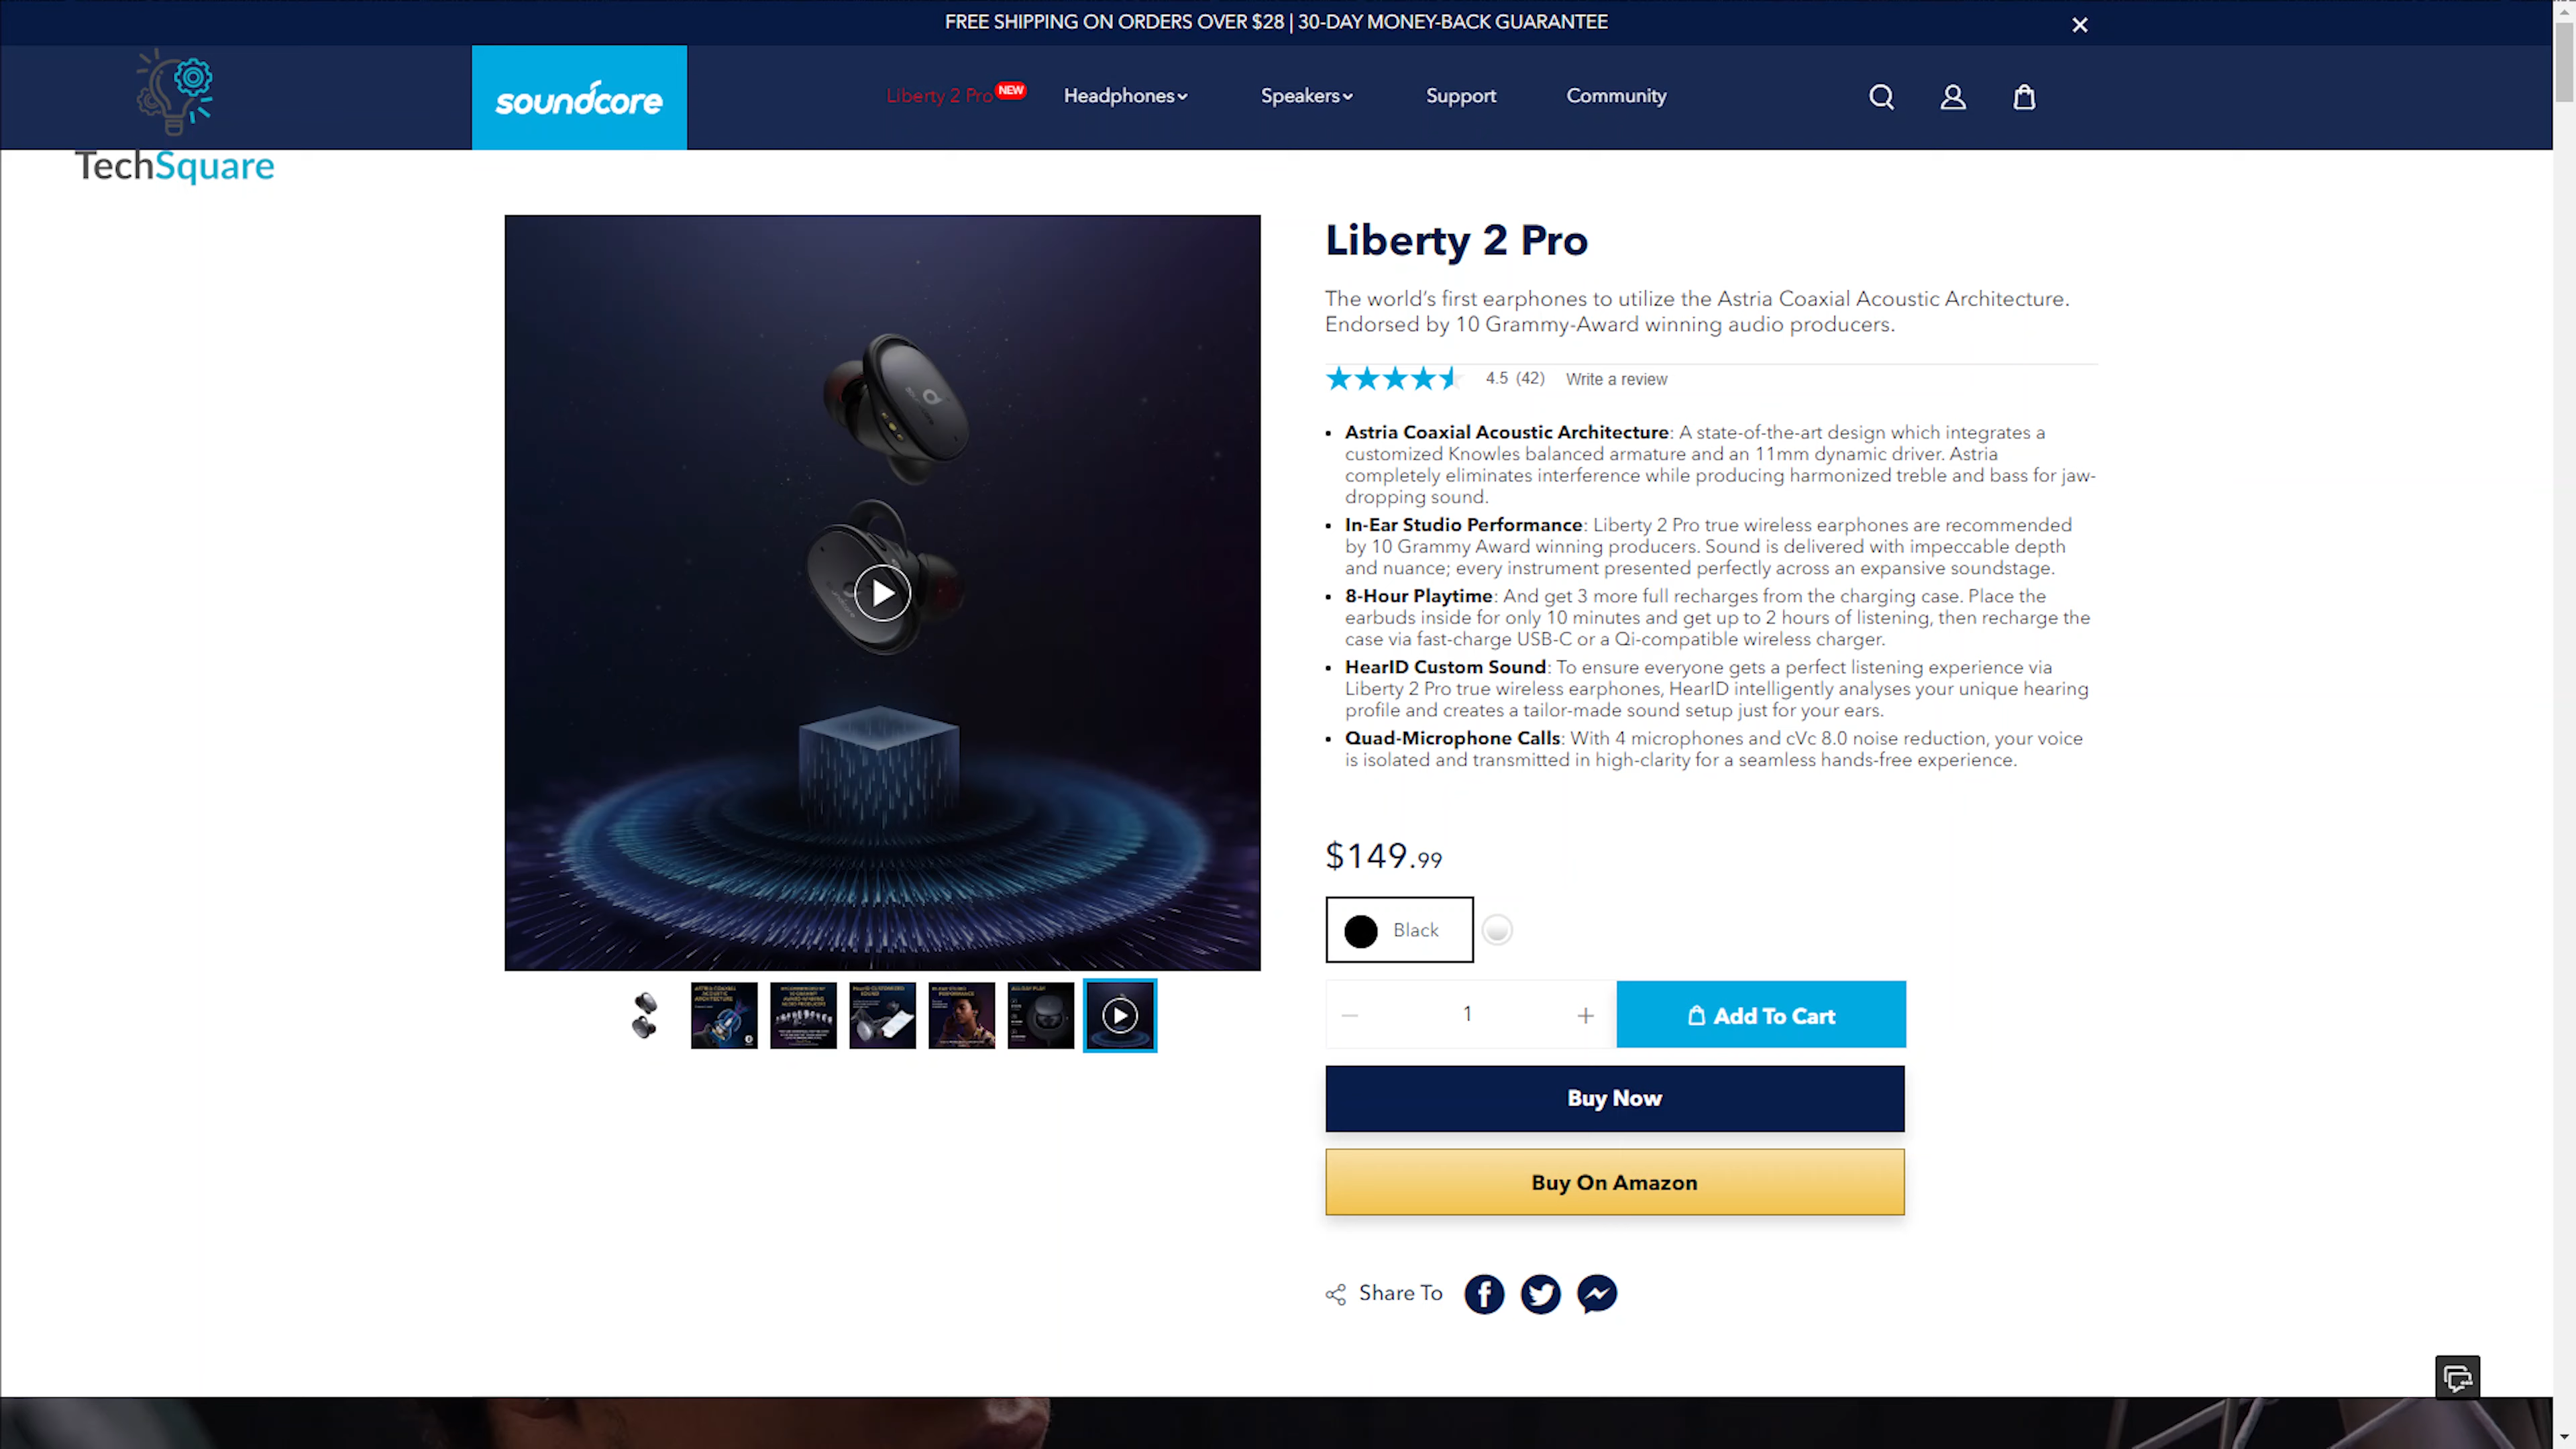 FREE SHIPPING ON ORDERS OVER $28 | 30-DAY MONEY-BACK GUARANTEE
soundcore
Liberty 2 Pro NEW
Headphones
Speakers
Support
Community
TechSquare
Liberty 2 Pro
The world's first earphones to utilize the Astria Coaxial Acoustic Architecture.
Endorsed by 10 Grammy-Award winning audio producers.
4.5 (42) Write a review
• Astria Coaxial Acoustic Architecture: A state-of-the-art design which integrates a
customized Knowles balanced armature and an 11mm dynamic driver. Astria
completely eliminates interference while producing harmonized treble and bass for jaw-
dropping sound.
• In-Ear Studio Performance: Liberty 2 Pro true wireless earphones are recommended
by 10 Grammy Award winning producers. Sound is delivered with impeccable depth
and nuance; every instrument presented perfectly across an expansive soundstage.
• 8-Hour Playtime: And get 3 more full recharges from the charging case. Place the
earbuds inside for only 10 minutes and get up to 2 hours of listening, then recharge the
case via fast-charge USB-C or a Qi-compatible wireless charger.
• HearID Custom Sound: To ensure everyone gets a perfect listening experience via
Liberty 2 Pro true wireless earphones, HearID intelligently analyses your unique hearing
profile and creates a tailor-made sound setup just for your ears.
• Quad-Microphone Calls: With 4 microphones and cVc 8.0 noise reduction, your voice
is isolated and transmitted in high-clarity for a seamless hands-free experience.
$149.99
Black
1
Add To Cart
Buy Now
Buy On Amazon
Share To